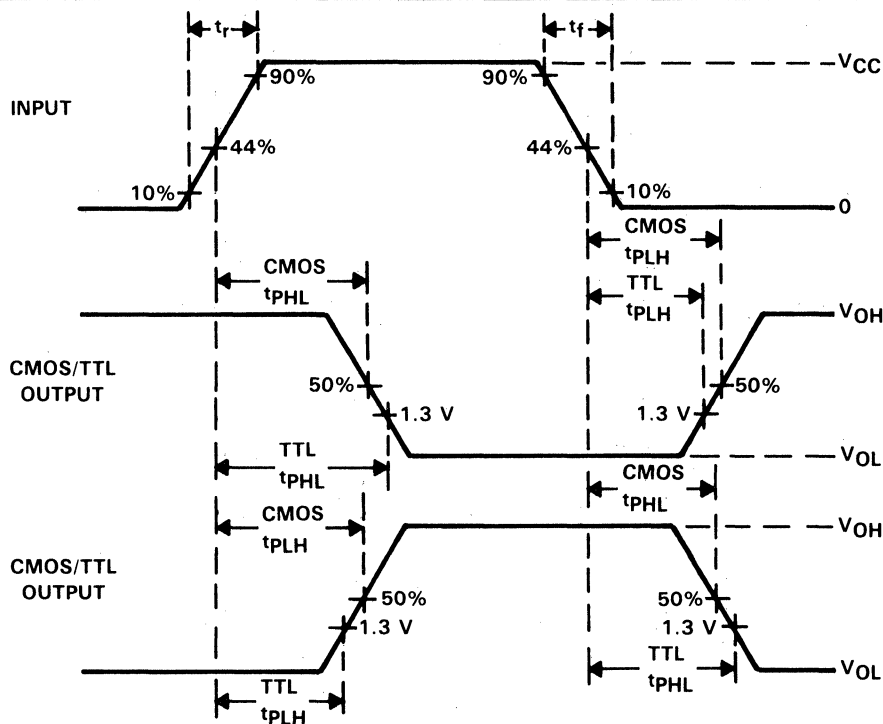 tr
tf
90%
90%
VCC
INPUT
44%
44%
10%
10%
0
CMOS
tPLH
CMOS
tPHL
TTL
tPLH
VOH
CMOS/TTL
OUTPUT
50%
50%
1.3 V
1.3 V
TTL
tPHL
VOL
CMOS
tPHL
CMOS
tPLH
VOH
CMOS/TTL
OUTPUT
50%
50%
1.3 V
1.3 V
TTL
tPHL
VOL
TTL
tPLH